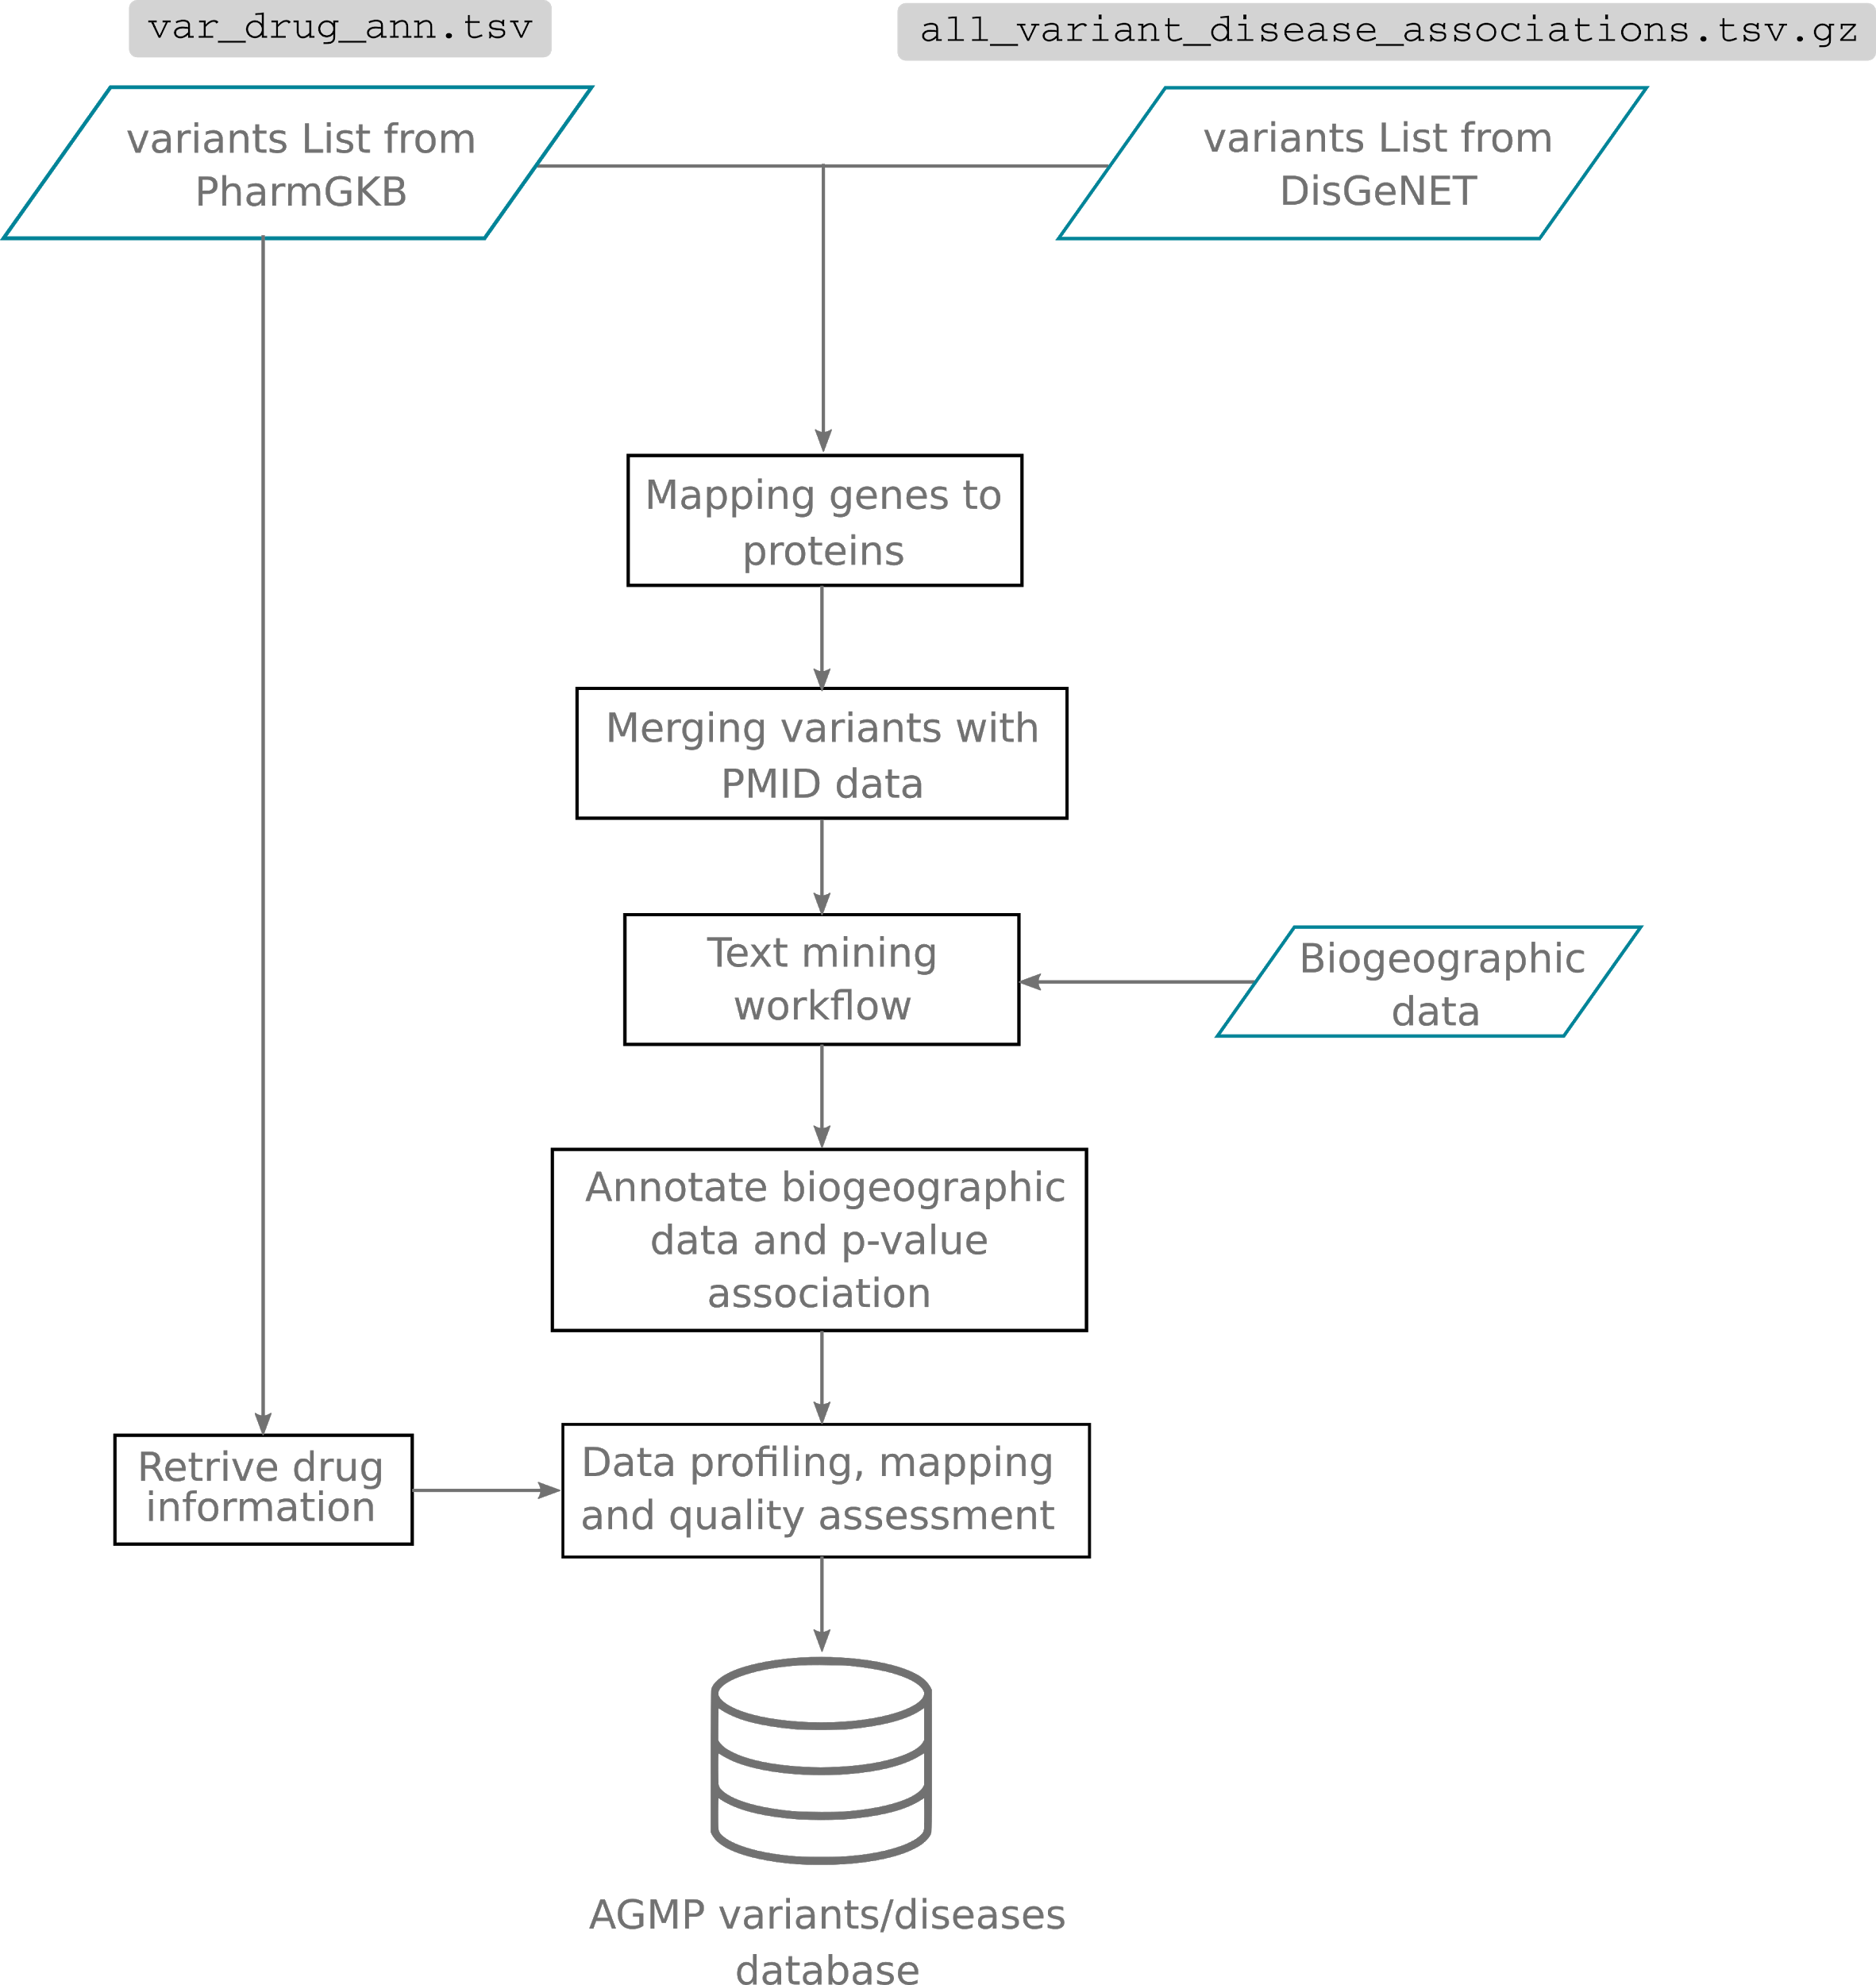 var_drug_ann.tsv
all_variant_disease_associations.tsv.gz
variants List from
PharmGKB
variants List from
DisGeNET
Mapping genes to
proteins
Merging variants with
PMID data
Text mining
workflow
Biogeographic
data
Annotate biogeographic
data and p-value
association
Retrive drug
information
Data profiling, mapping
and quality assessment
AGMP variants/diseases
database